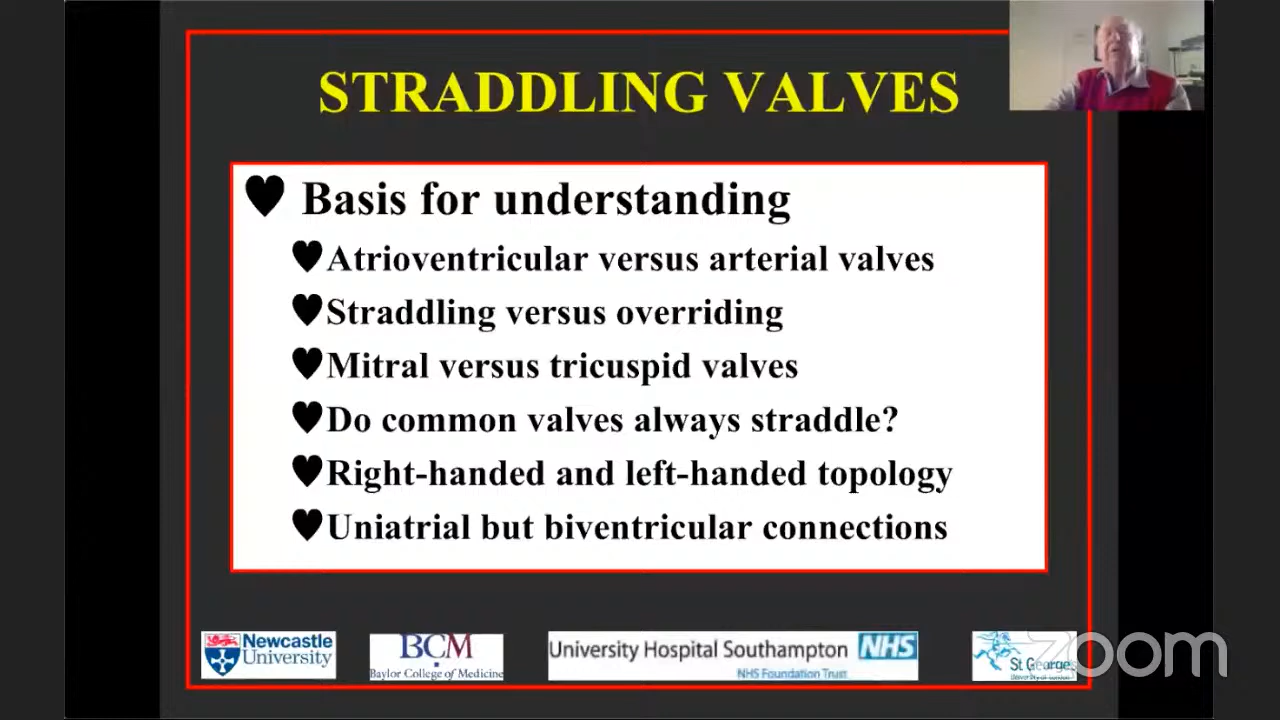 STRADDLING VALVES
Basis for understanding
Atrioventricular versus arterial valves
Straddling versus overriding
Mitral versus tricuspid valves
Do common valves always straddle?
Right-handed and left-handed topology
Uniatrial but biventricular connections
Newcastle
University
BCM
Baylor College of Medicine
University Hospital Southampton NHS
NHS Foundation Trust
St George's
zoom